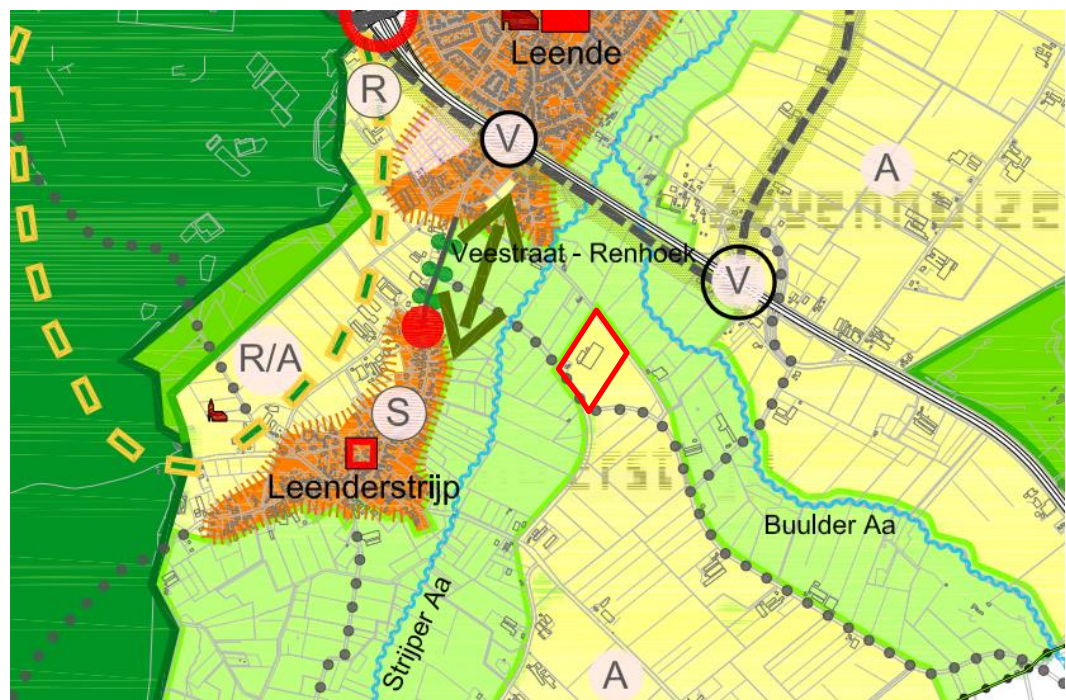 Leende
R
V
A
Veestraat - Renhoek
V
R/A
S
Leenderstrijp
Buulder Aa
Strijper Aa
A